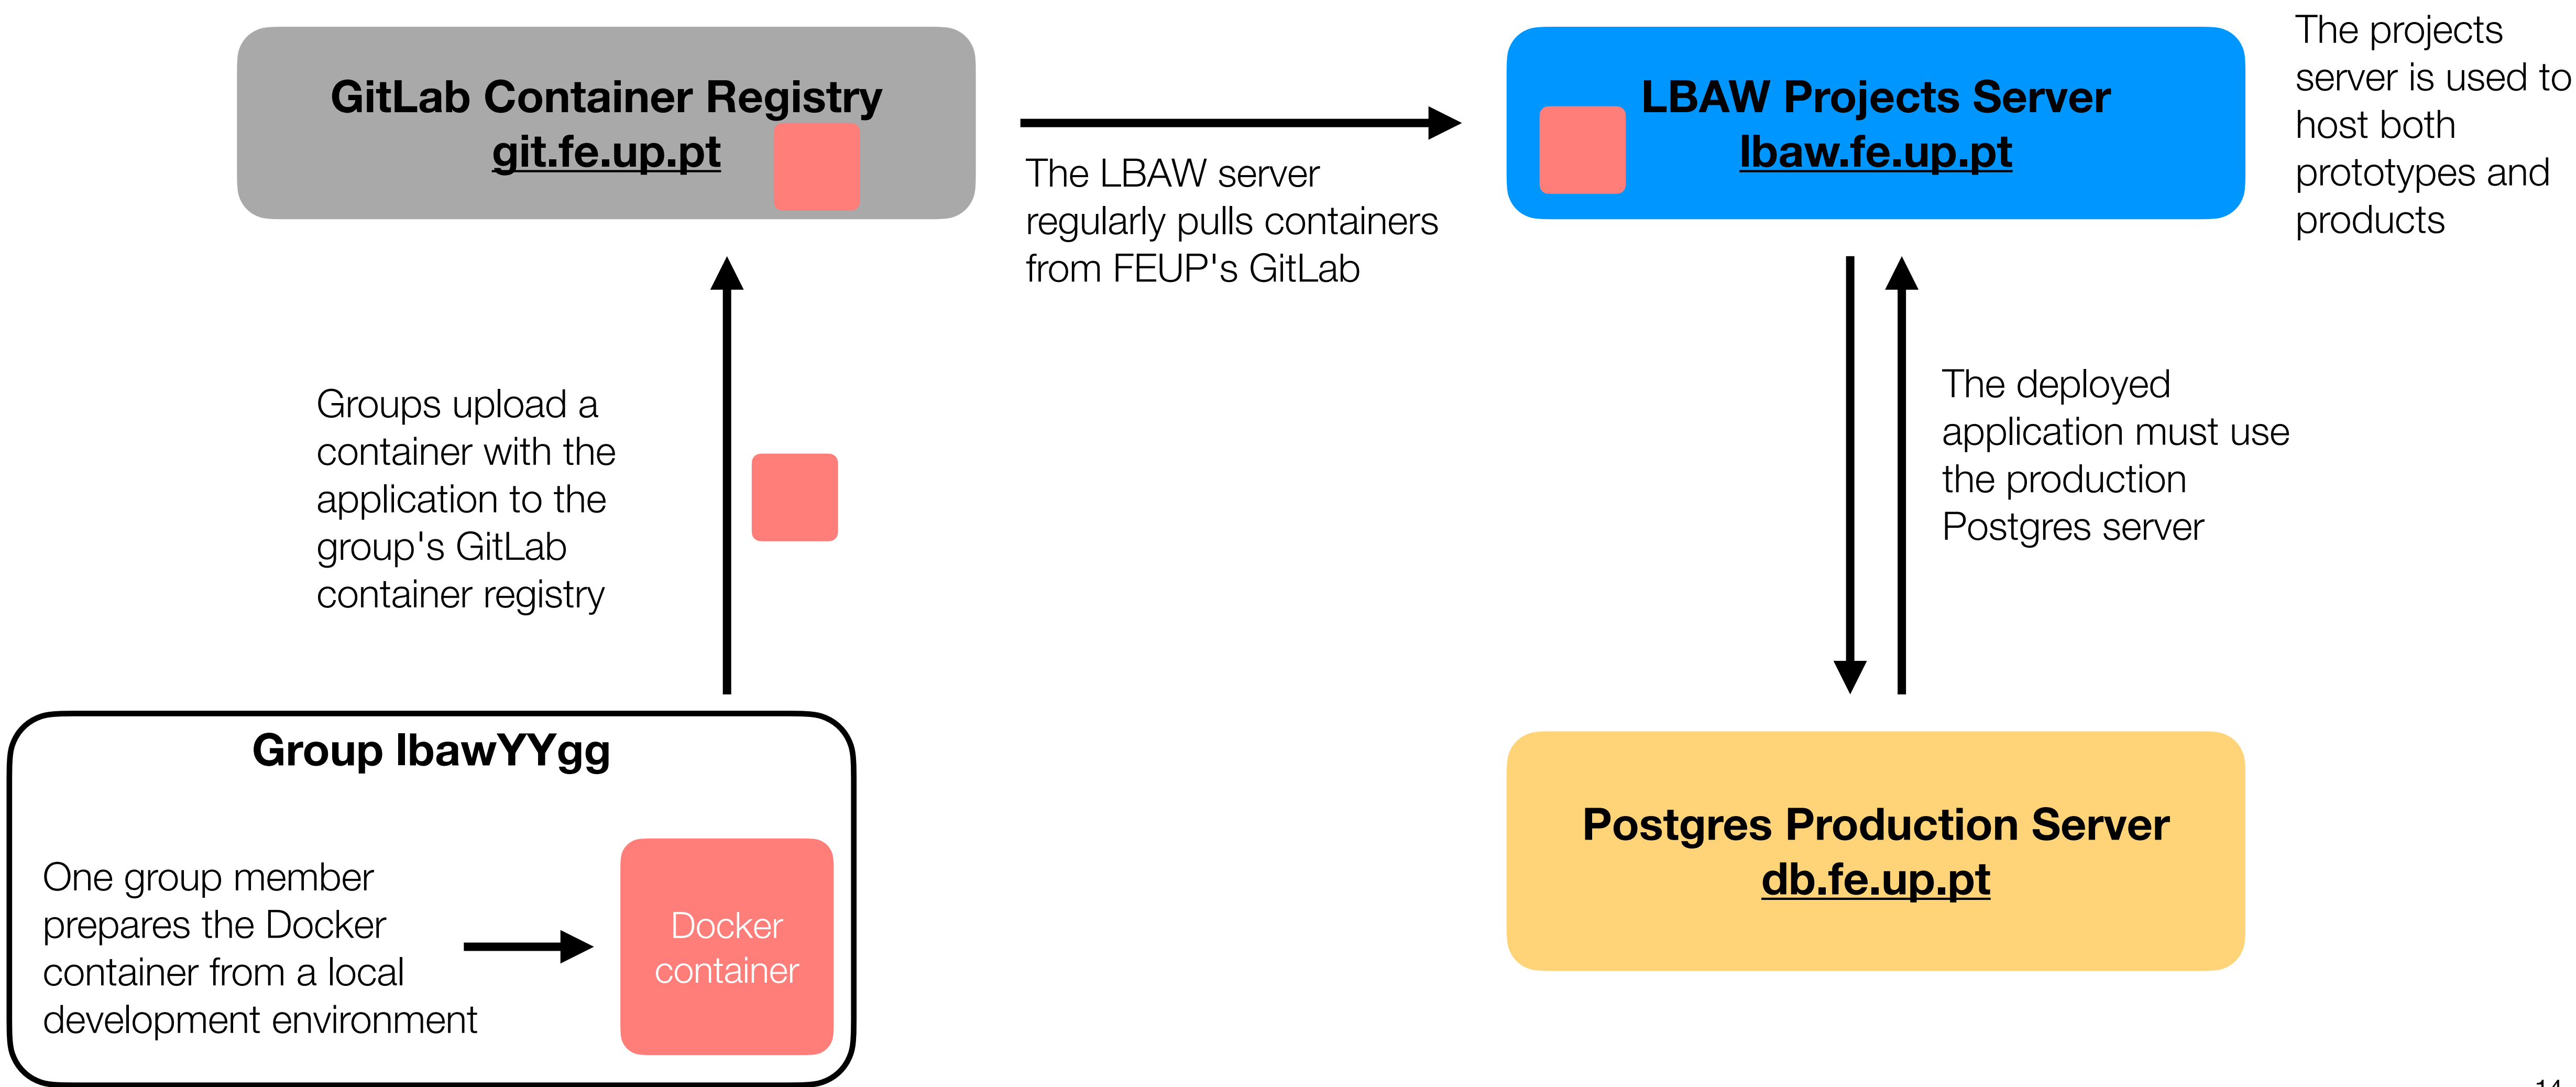 GitLab Container Registry
git.fe.up.pt
LBAW Projects Server
lbaw.fe.up.pt
The projects
server is used to
host both
prototypes and
products
The LBAW server
regularly pulls containers
from FEUP's GitLab
Groups upload a
container with the
application to the
group's GitLab
container registry
The deployed
application must use
the production
Postgres server
Group lbawYYgg
One group member
prepares the Docker
container from a local
development environment
Docker
container
Postgres Production Server
db.fe.up.pt
14